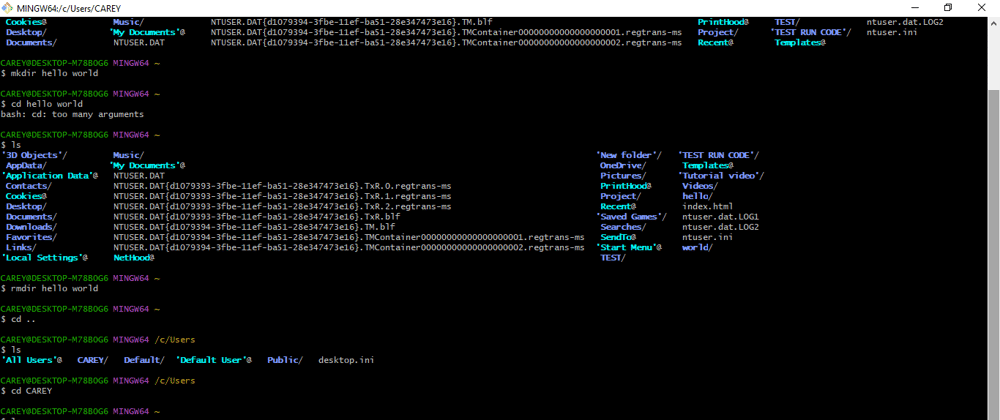 MINGW64:/c/Users/CAREY
Cookies@ Music/ NTUSER.DAT{d1079394-3fbe-11ef-ba51-28e347473e16}.TM.blf PrintHood@ TEST/ ntuser.dat.LOG2
Desktop/ 'My Documents'@ NTUSER.DAT{d1079394-3fbe-11ef-ba51-28e347473e16}.TMContainer00000000000000000001.regtrans-ms Project/ 'TEST RUN CODE'/ ntuser.ini
Documents/ NTUSER.DAT NTUSER.DAT{d1079394-3fbe-11ef-ba51-28e347473e16}.TMContainer00000000000000000002.regtrans-ms Recent@ Templates@
CAREY@DESKTOP-M78BOG6 MINGW64 ~
$ mkdir hello world
CAREY@DESKTOP-M78BOG6 MINGW64 ~
$ cd hello world
bash: cd: too many arguments
CAREY@DESKTOP-M78BOG6 MINGW64 ~
$ ls
'3D Objects'/ Music/ 'New folder'/ 'TEST RUN CODE'/
AppData/ 'My Documents'@ OneDrive/ Templates@
'Application Data'@ NTUSER.DAT Pictures/ 'Tutorial video'/
Contacts/ NTUSER.DAT{d1079393-3fbe-11ef-ba51-28e347473e16}.TxR.0.regtrans-ms PrintHood@ Videos/
Cookies@ NTUSER.DAT{d1079393-3fbe-11ef-ba51-28e347473e16}.TxR.1.regtrans-ms Project/ hello/
Desktop/ NTUSER.DAT{d1079393-3fbe-11ef-ba51-28e347473e16}.TxR.2.regtrans-ms Recent@ index.html
Documents/ NTUSER.DAT{d1079393-3fbe-11ef-ba51-28e347473e16}.TxR.blf 'Saved Games'/ ntuser.dat.LOG1
Downloads/ NTUSER.DAT{d1079394-3fbe-11ef-ba51-28e347473e16}.TM.blf Searches/ ntuser.dat.LOG2
Favorites/ NTUSER.DAT{d1079394-3fbe-11ef-ba51-28e347473e16}.TMContainer00000000000000000001.regtrans-ms SendTo@ ntuser.ini
Links/ NTUSER.DAT{d1079394-3fbe-11ef-ba51-28e347473e16}.TMContainer00000000000000000002.regtrans-ms 'Start Menu'@ world/
'Local Settings'@ NetHood@ TEST/
CAREY@DESKTOP-M78BOG6 MINGW64 ~
$ rmdir hello world
CAREY@DESKTOP-M78BOG6 MINGW64 ~
$ cd ..
CAREY@DESKTOP-M78BOG6 MINGW64 /c/Users
$ ls
'All Users'@ CAREY/ Default/ 'Default User'@ Public/ desktop.ini
CAREY@DESKTOP-M78BOG6 MINGW64 /c/Users
$ cd CAREY
CAREY@DESKTOP-M78BOG6 MINGW64 ~